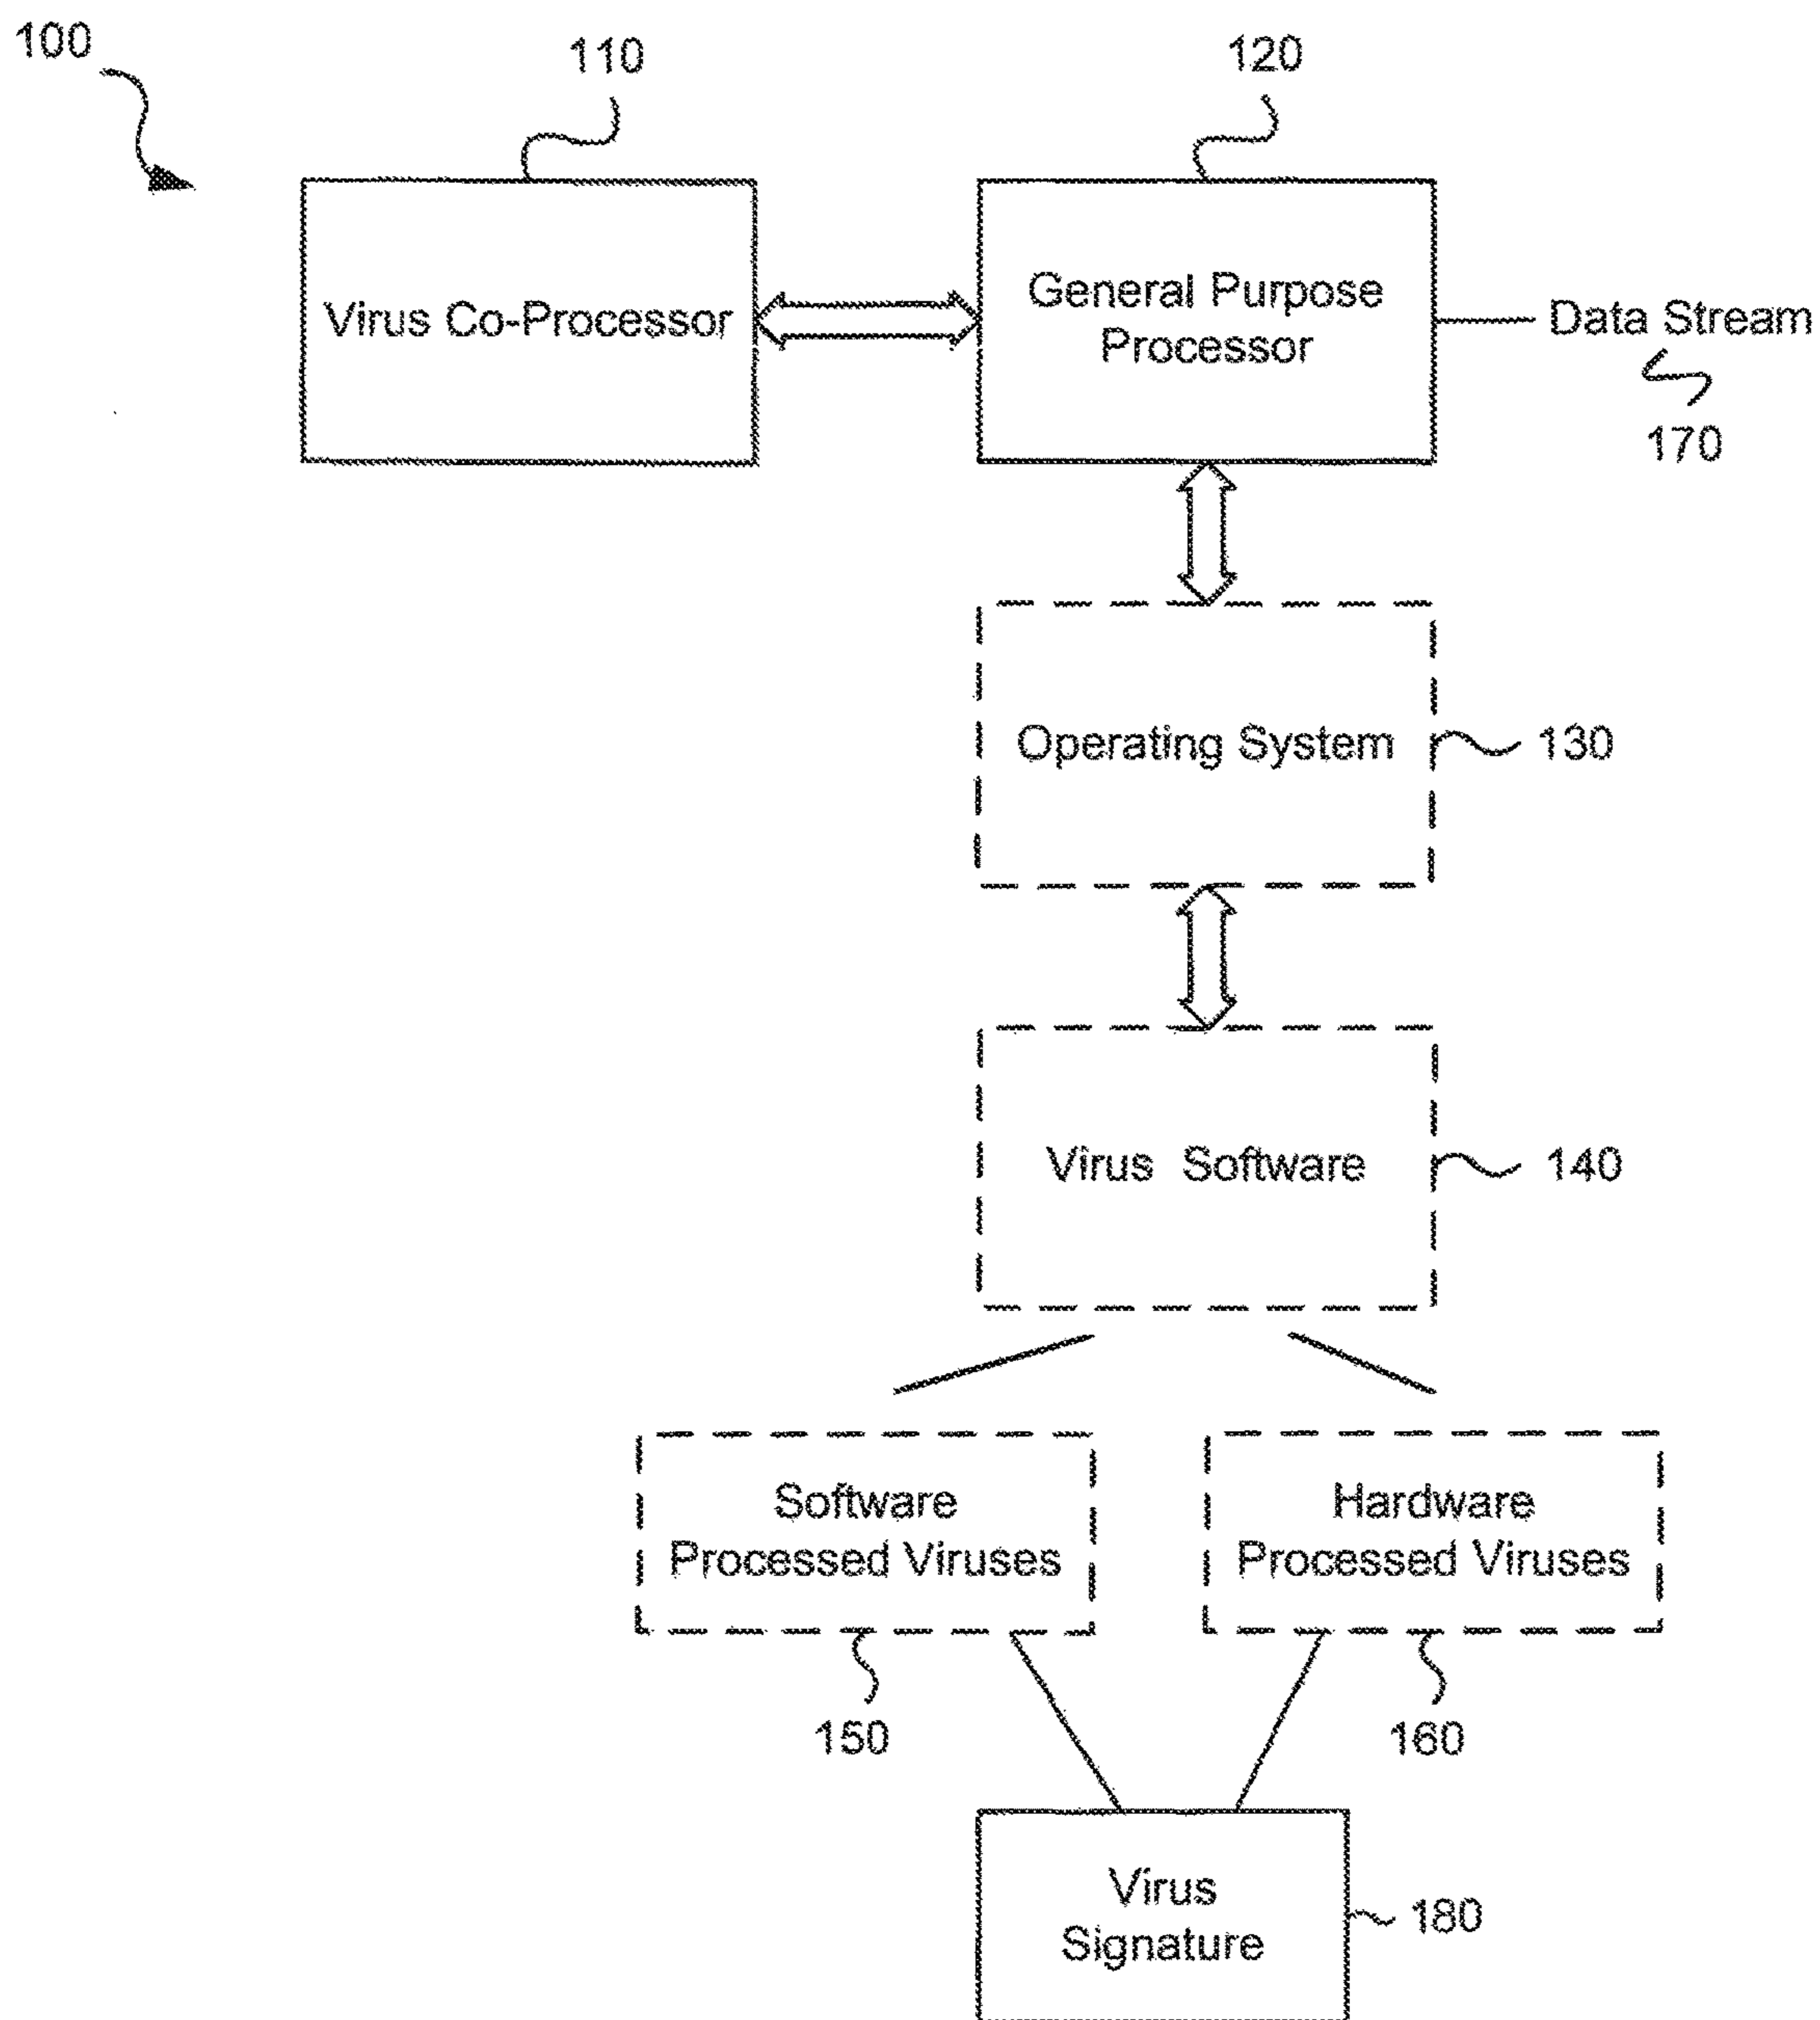 100
110
120
Virus Co-Processor
General Purpose
Processor
Data Stream
170
Operating System
130
Virus Software
140
Software
Processed Viruses
Hardware
Processed Viruses
150
160
Virus
Signature
180